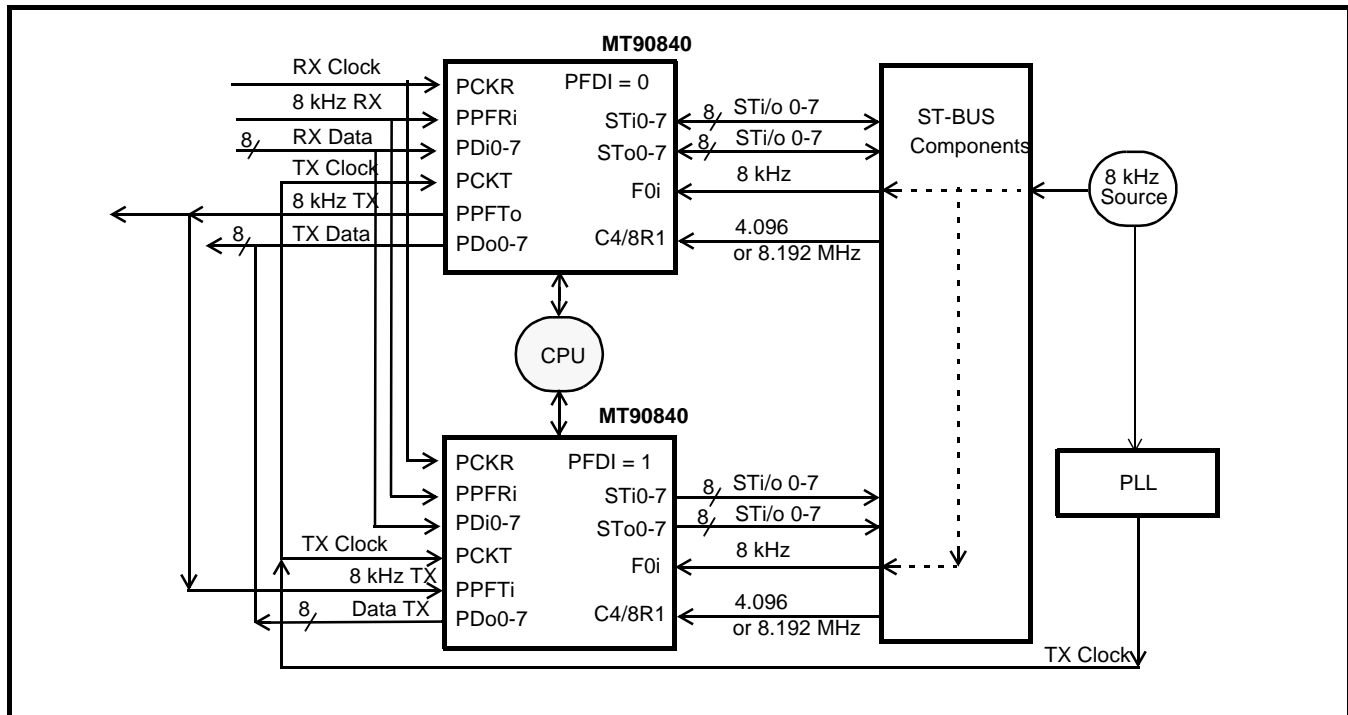 MT90840
RX Clock
8 kHz RX
8 RX Data
TX Clock
8 kHz TX
8 TX Data
PCKR
PFDI = 0
PPFRi
PDi0-7
PCKT
PPFTo
PDo0-7
STi0-7
STo0-7
F0i
C4/8R1
8 STi/o 0-7
8 STi/o 0-7
8 kHz
4.096
or 8.192 MHz
ST-BUS
Components
8 kHz
Source
CPU
MT90840
PCKR
PFDI = 1
PPFRi
PDi0-7
PCKT
PPFTi
PDo0-7
STi0-7
STo0-7
F0i
C4/8R1
TX Clock
8 kHz TX
8 Data TX
8 STi/o 0-7
8 STi/o 0-7
8 kHz
4.096
or 8.192 MHz
PLL
TX Clock